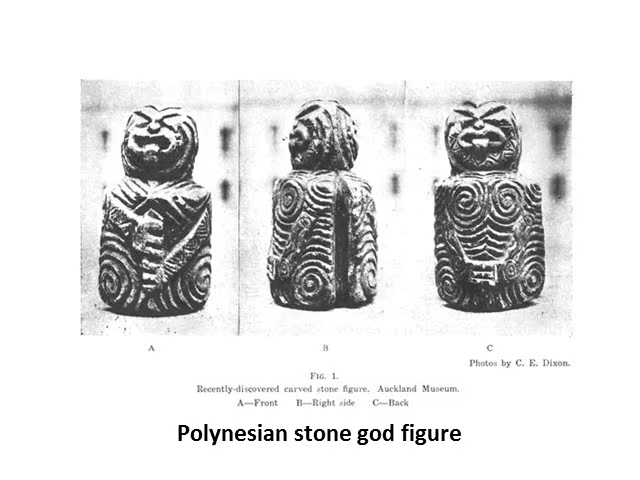 A B C
Photos by C. E. Dixon.
FIG. 1.
Recently-discovered carved stone figure. Auckland Museum.
A—Front B—Right side C—Back
Polynesian stone god figure